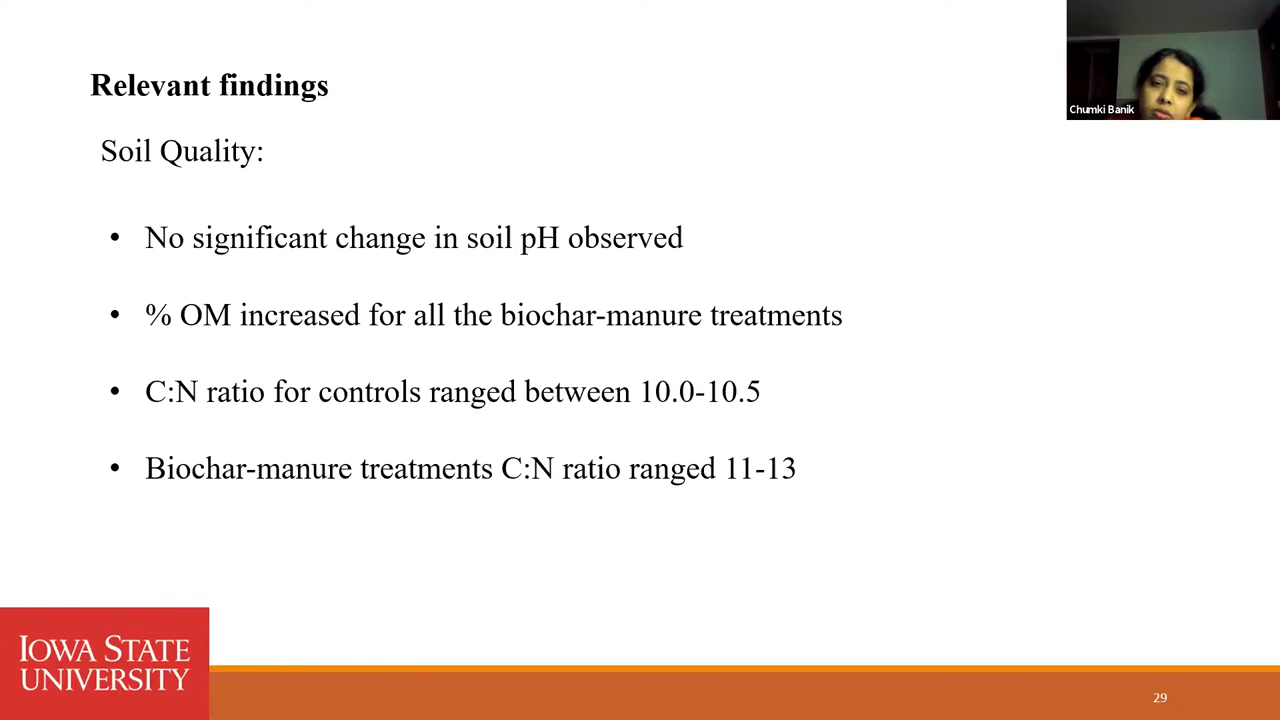 Relevant findings
Chumki Banik
Soil Quality:
• No significant change in soil pH observed
• % OM increased for all the biochar-manure treatments
• C:N ratio for controls ranged between 10.0-10.5
• Biochar-manure treatments C:N ratio ranged 11-13
IOWA STATE
UNIVERSITY
29